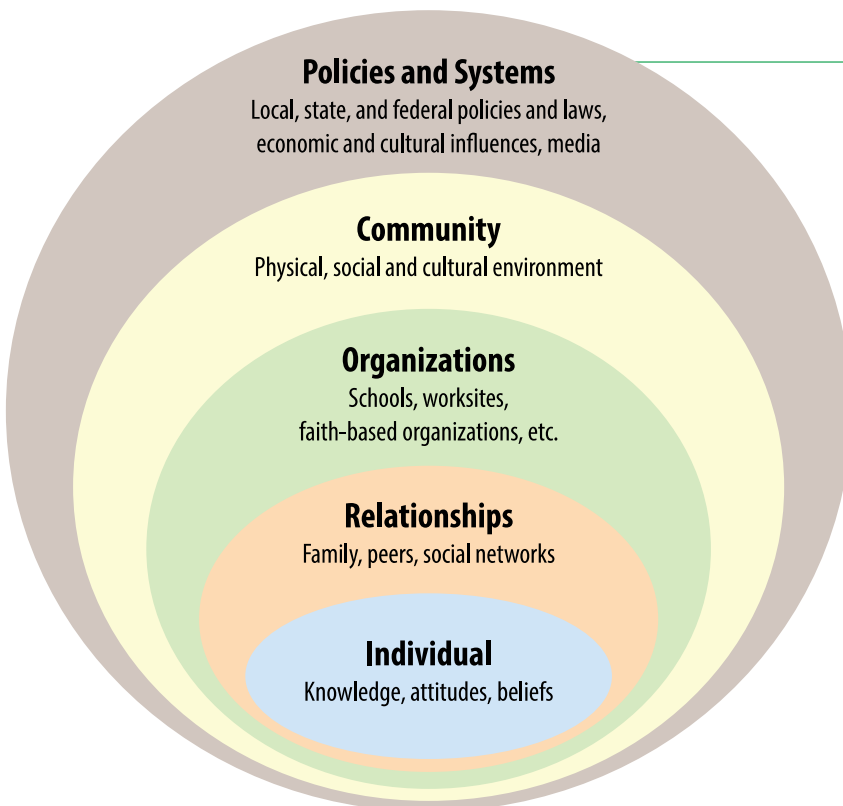 Policies and Systems
Local, state, and federal policies and laws,
economic and cultural influences, media
Community
Physical, social and cultural environment
Organizations
Schools, worksites,
faith-based organizations, etc.
Relationships
Family, peers, social networks
Individual
Knowledge, attitudes, beliefs